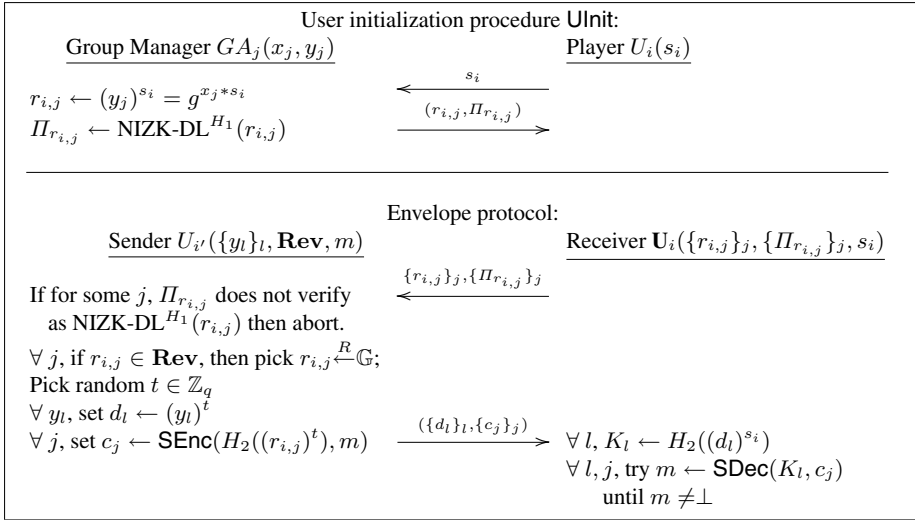 User initialization procedure UInit:
Group Manager GA_j(x_j, y_j) Player U_i(s_i)
s_i
r_{i,j} ← (y_j)^{s_i} = g^{x_j*s_i}
(r_{i,j},Π_{r_{i,j}})
Π_{r_{i,j}} ← NIZK-DL^{H_1}(r_{i,j})
Envelope protocol:
Sender U_{i'}({y_l}_l, Rev, m) Receiver U_i({r_{i,j}}_j, {Π_{r_{i,j}}}_j, s_i)
{r_{i,j}}_j,{Π_{r_{i,j}}}_j
If for some j, Π_{r_{i,j}} does not verify
as NIZK-DL^{H_1}(r_{i,j}) then abort.
∀ j, if r_{i,j} ∈ Rev, then pick r_{i,j} ←^R 𝔾;
Pick random t ∈ ℤ_q
∀ y_l, set d_l ← (y_l)^t
({d_l}_l,{c_j}_j)
∀ j, set c_j ← SEnc(H_2((r_{i,j})^t), m) ∀ l, K_l ← H_2((d_l)^{s_i})
∀ l, j, try m ← SDec(K_l, c_j)
until m ≠⊥